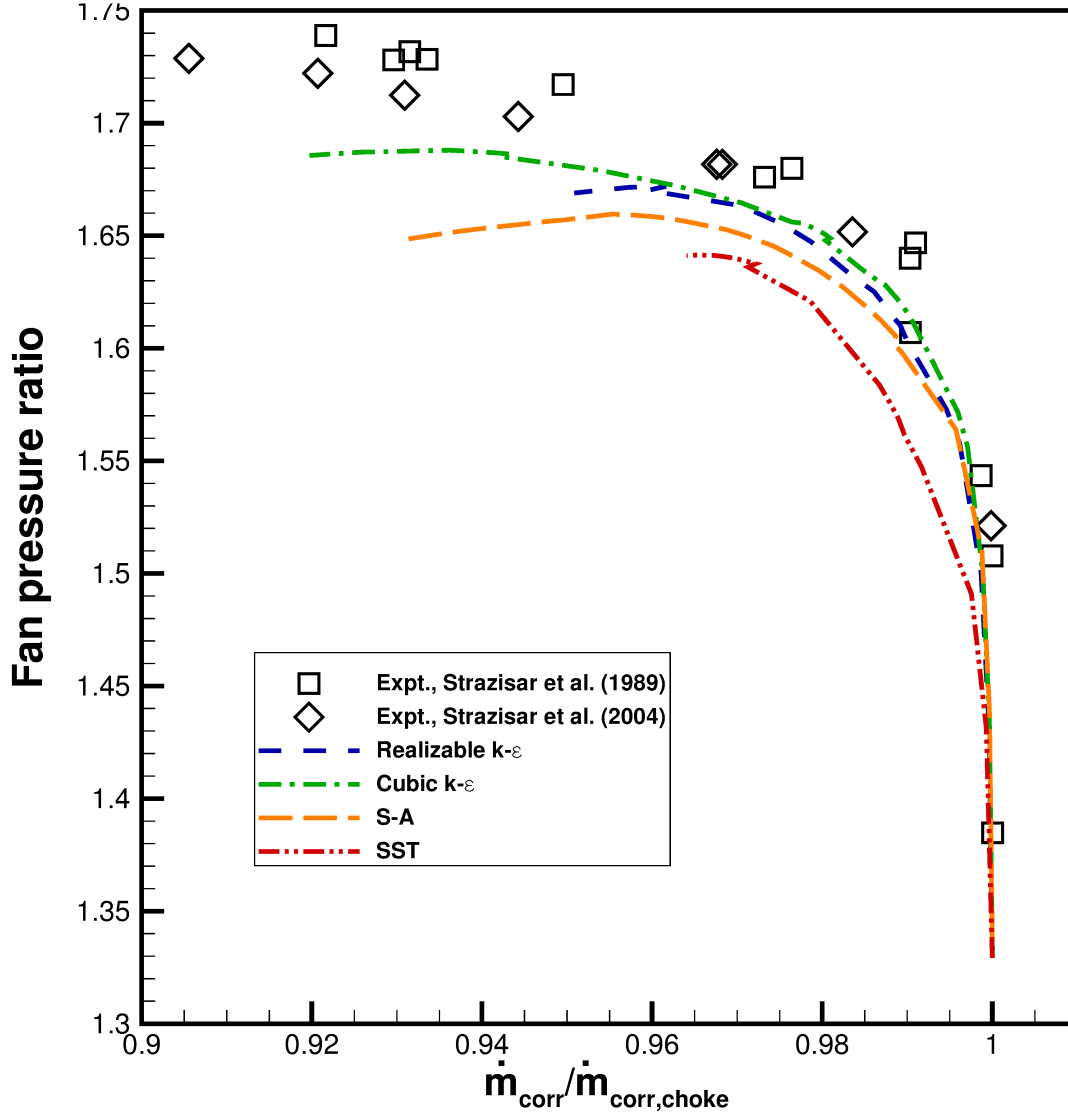 1.75
1.7
1.65
1.6
1.55
1.5
1.45
1.4
1.35
1.3
Fan pressure ratio
Expt., Strazisar et al. (1989)
Expt., Strazisar et al. (2004)
Realizable k-ε
Cubic k-ε
S-A
SST
0.9 0.92 0.94 0.96 0.98 1
ṁcorr/ṁcorr,choke